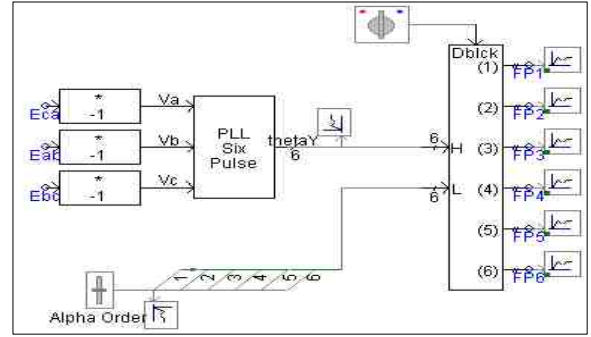 Dblck
(1)
FP1
Eca
*
-1
Va
(2)
FP2
Eab
*
-1
Vb
PLL
Six
Pulse
thetaY
6
6
H
(3)
FP3
Ebc
*
-1
Vc
6
L
(4)
FP4
(5)
FP5
1
2
3
4
5
6
(6)
FP6
Alpha Order